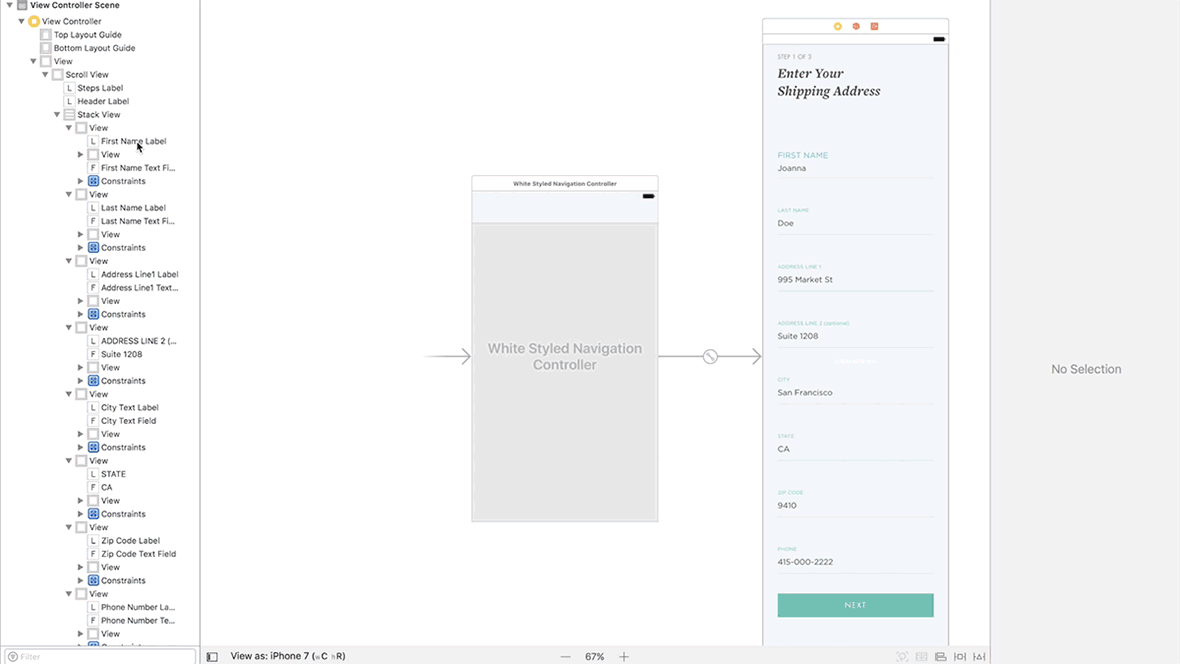 View Controller Scene
View Controller
Top Layout Guide
Bottom Layout Guide
View
Scroll View
Steps Label
Header Label
Stack View
View
First Name Label
View
First Name Text Fi...
Constraints
View
Last Name Label
Last Name Text Fi...
View
Constraints
View
Address Line1 Label
Address Line1 Text...
View
Constraints
View
ADDRESS LINE 2 (...
Suite 1208
View
Constraints
View
City Text Label
City Text Field
View
Constraints
View
STATE
CA
View
Constraints
View
Zip Code Label
Zip Code Text Field
View
Constraints
View
Phone Number La...
Phone Number Te...
View
Filter
White Styled Navigation Controller
White Styled Navigation
Controller
STEP 1 OF 3
Enter Your
Shipping Address
FIRST NAME
Joanna
LAST NAME
Doe
ADDRESS LINE 1
995 Market St
ADDRESS LINE 2 (optional)
Suite 1208
CITY
San Francisco
STATE
CA
ZIP CODE
9410
PHONE
415-000-2222
NEXT
No Selection
View as: iPhone 7 (wC hR)
67%